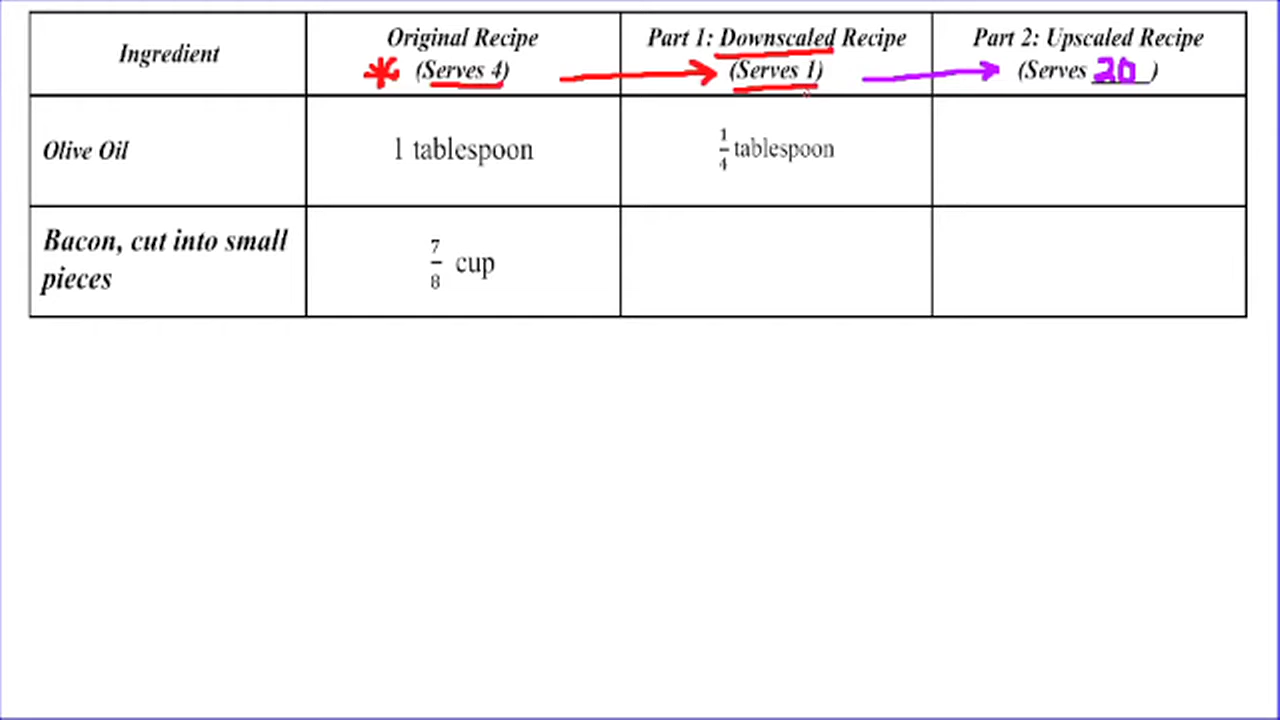 Ingredient
Original Recipe
* (Serves 4)
Part 1: Downscaled Recipe
(Serves 1)
Part 2: Upscaled Recipe
(Serves 20)
Olive Oil
1 tablespoon
1/4 tablespoon
Bacon, cut into small
pieces
7/8 cup